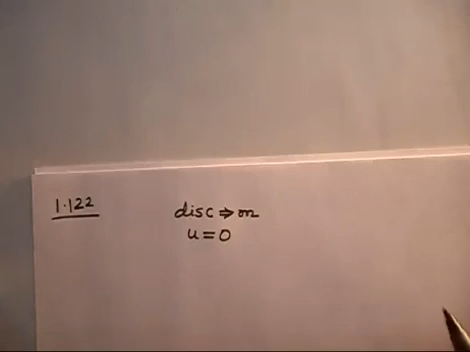 1.122
disc ⇒ m
u = 0